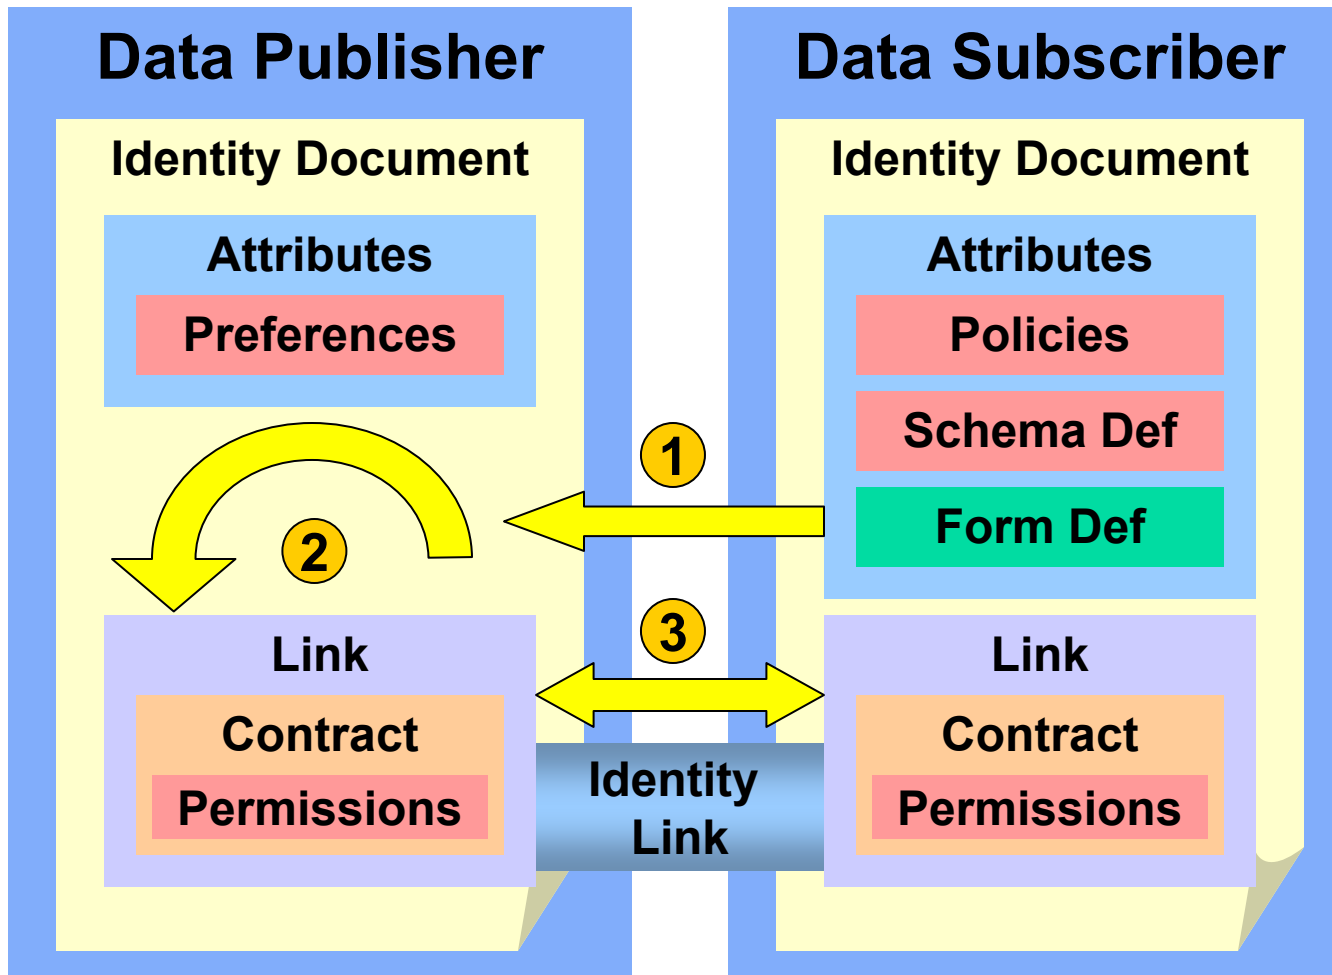 Data Publisher
Identity Document
Attributes
Preferences
2
Link
Contract
Permissions
1
3
Identity
Link
Data Subscriber
Identity Document
Attributes
Policies
Schema Def
Form Def
Link
Contract
Permissions